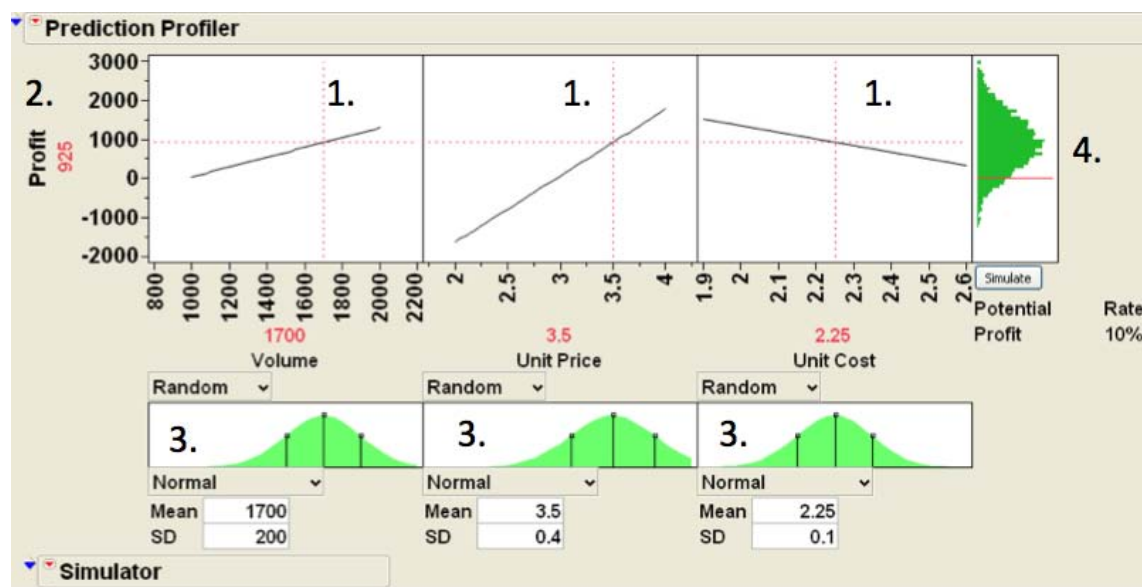 Prediction Profiler
3000
2000
1000
0
-1000
-2000
2.
Profit
925
1.
1.
1.
4.
800
1000
1200
1400
1600
1800
2000
2200
2
2.5
3
3.5
4
1.9
2
2.1
2.2
2.3
2.4
2.5
2.6
Simulate
Potential Rate
Profit 10%
1700 3.5 2.25
Volume Unit Price Unit Cost
Random Random Random
3. 3. 3.
Normal Normal Normal
Mean 1700 Mean 3.5 Mean 2.25
SD 200 SD 0.4 SD 0.1
Simulator